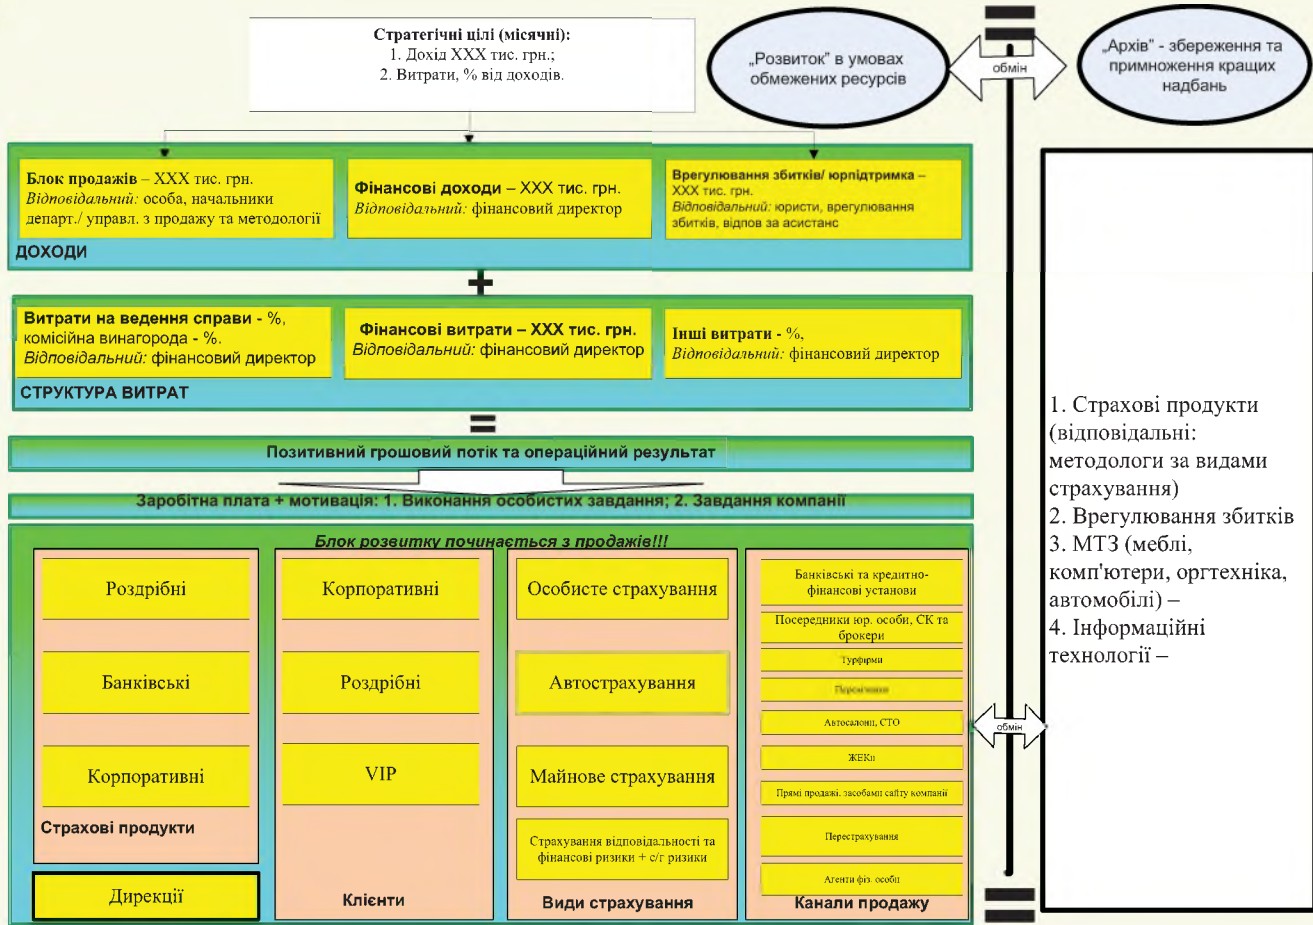 Стратегічні цілі (місячні):
1. Дохід XXX тис. грн.;
2. Витрати, % від доходів.
„Розвиток” в умовах
обмежених ресурсів
обмін
„Архів” - збереження та
примноження кращих
надбань
Блок продажів – XXX тис. грн.
Відповідальний: особа, начальники
департ./ управл. з продажу та методології
Фінансові доходи – XXX тис. грн.
Відповідальний: фінансовий директор
Врегулювання збитків/ юрпідтримка –
XXX тис. грн.
Відповідальний: юристи, врегулювання
збитків, відпов за асистанс
ДОХОДИ
+
Витрати на ведення справи - %,
комісійна винагорода - %.
Відповідальний: фінансовий директор
Фінансові витрати – XXX тис. грн.
Відповідальний: фінансовий директор
Інші витрати - %,
Відповідальний: фінансовий директор
СТРУКТУРА ВИТРАТ
=
Позитивний грошовий потік та операційний результат
Заробітна плата + мотивація: 1. Виконання особистих завдання; 2. Завдання компанії
Блок розвитку починається з продажів!!!
Роздрібні
Банківські
Корпоративні
Страхові продукти
Дирекції
Корпоративні
Роздрібні
VIP
Клієнти
Особисте страхування
Автострахування
Майнове страхування
Страхування відповідальності та
фінансові ризики + с/г ризики
Види страхування
Банківські та кредитно-
фінансові установи
Посередники юр. особи, СК та
брокери
Турфірми
Автосалони, СТО
ЖЕКи
Прямі продажі. засобами сайту компанії
Перестрахування
Агенти фіз. особи
Канали продажу
обмін
1. Страхові продукти
(відповідальні:
методологи за видами
страхування)
2. Врегулювання збитків
3. МТЗ (меблі,
комп'ютери, оргтехніка,
автомобілі) –
4. Інформаційні
технології –